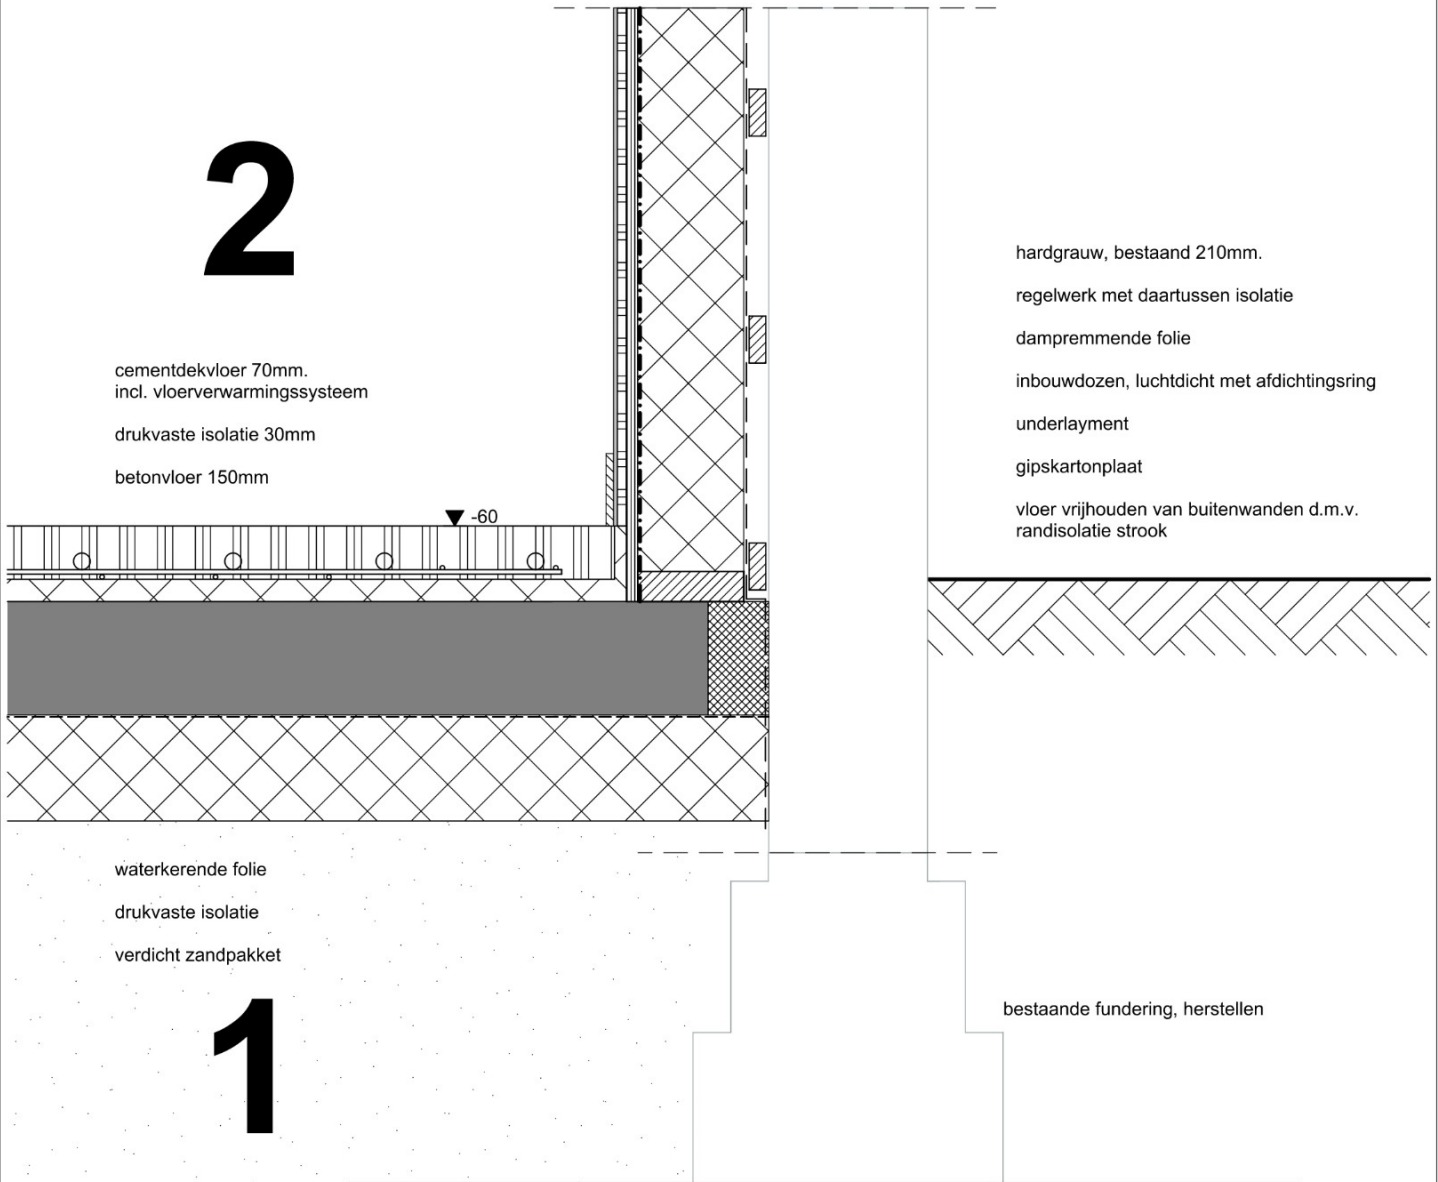 2
cementdekvloer 70mm.
incl. vloerverwarmingssysteem
drukvaste isolatie 30mm
betonvloer 150mm
-60
hardgrauw, bestaand 210mm.
regelwerk met daartussen isolatie
dampremmende folie
inbouwdozen, luchtdicht met afdichtingsring
underlayment
gipskartonplaat
vloer vrijhouden van buitenwanden d.m.v.
randisolatie strook
waterkerende folie
drukvaste isolatie
verdicht zandpakket
1
bestaande fundering, herstellen